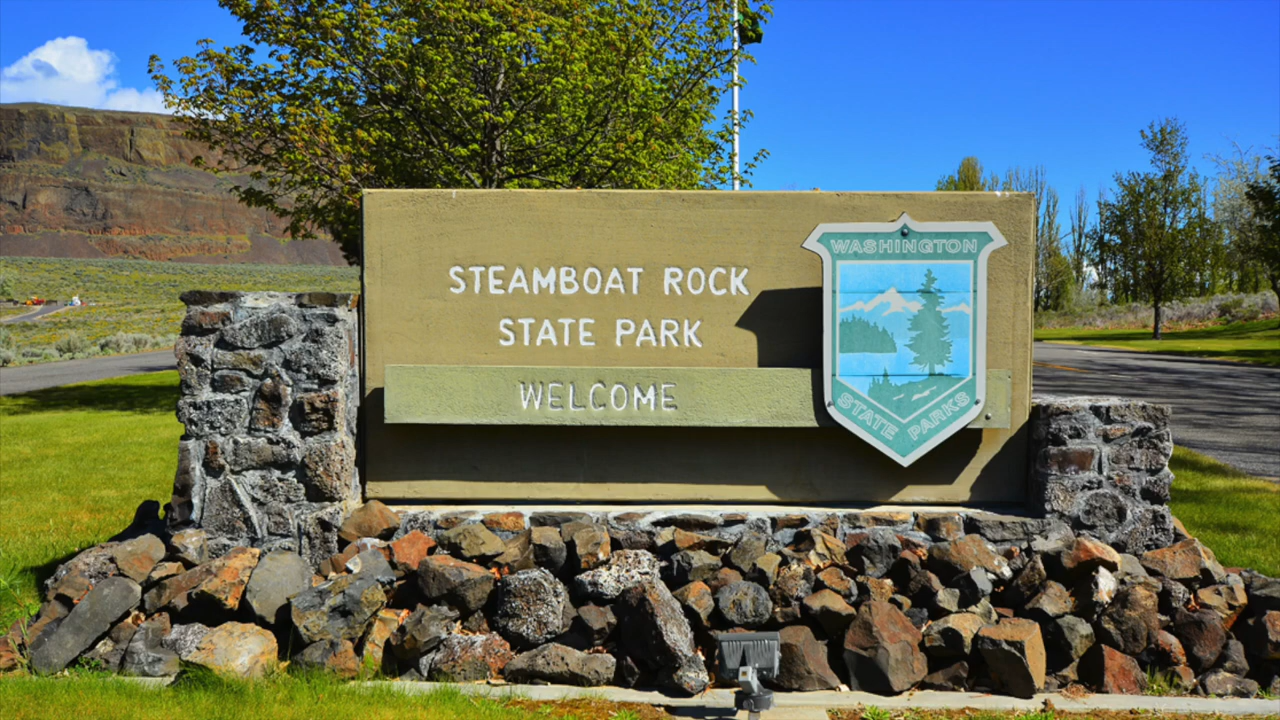 STEAMBOAT ROCK
STATE PARK
WELCOME
WASHINGTON
STATE PARKS